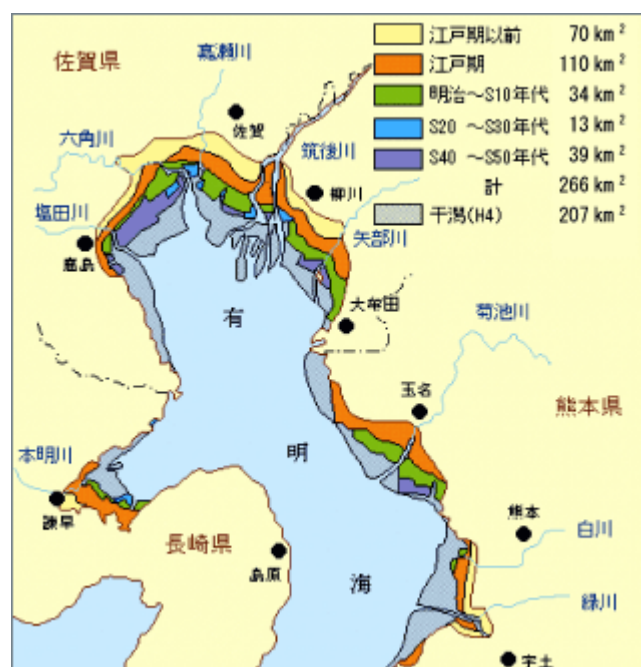 江戸期以前 70 km²
江戸期 110 km²
明治～S10年代 34 km²
S20 ～S30年代 13 km²
S40 ～S50年代 39 km²
計 266 km²
干潟(H4) 207 km²
佐賀県
嘉瀬川
佐賀
六角川
筑後川
柳川
塩田川
矢部川
鹿島
大牟田
菊池川
有
玉名
熊本県
明
本明川
諫早
長崎県
島原
熊本
白川
海
緑川
宇土